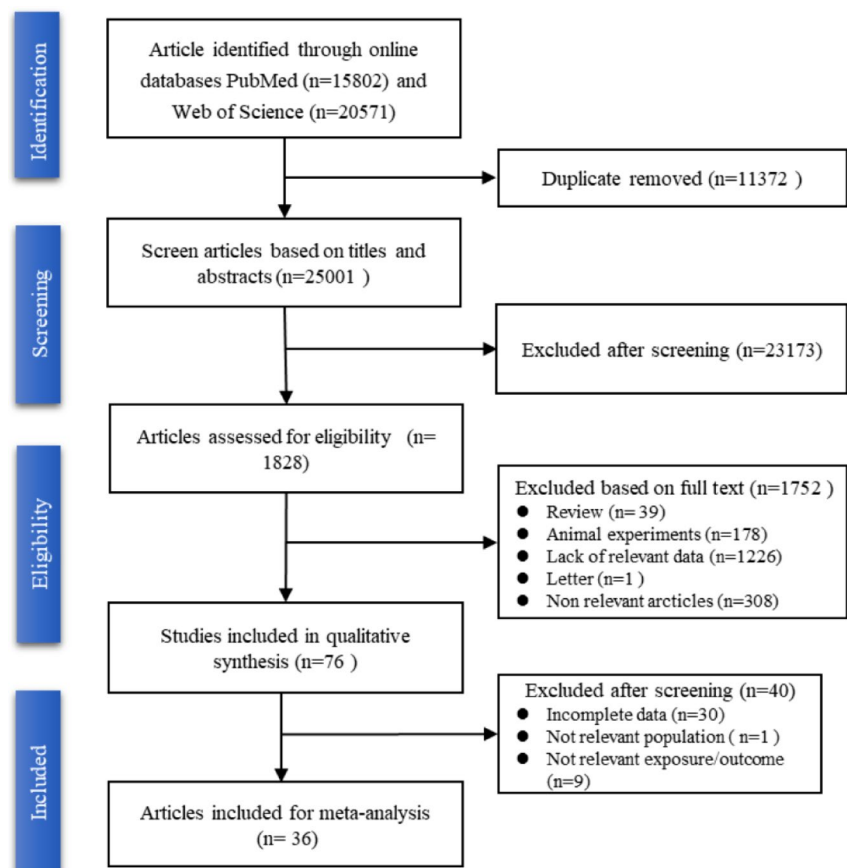 Identification
Article identified through online
databases PubMed (n=15802) and
Web of Science (n=20571)
Duplicate removed (n=11372 )
Screening
Screen articles based on titles and
abstracts (n=25001 )
Excluded after screening (n=23173)
Eligibility
Articles assessed for eligibility (n=
1828)
Excluded based on full text (n=1752 )
● Review (n= 39)
● Animal experiments (n=178)
● Lack of relevant data (n=1226)
● Letter (n=1 )
● Non relevant arcticles (n=308)
Studies included in qualitative
synthesis (n=76 )
Included
Excluded after screening (n=40)
● Incomplete data (n=30)
● Not relevant population ( n=1 )
● Not relevant exposure/outcome
(n=9)
Articles included for meta-analysis
(n= 36)